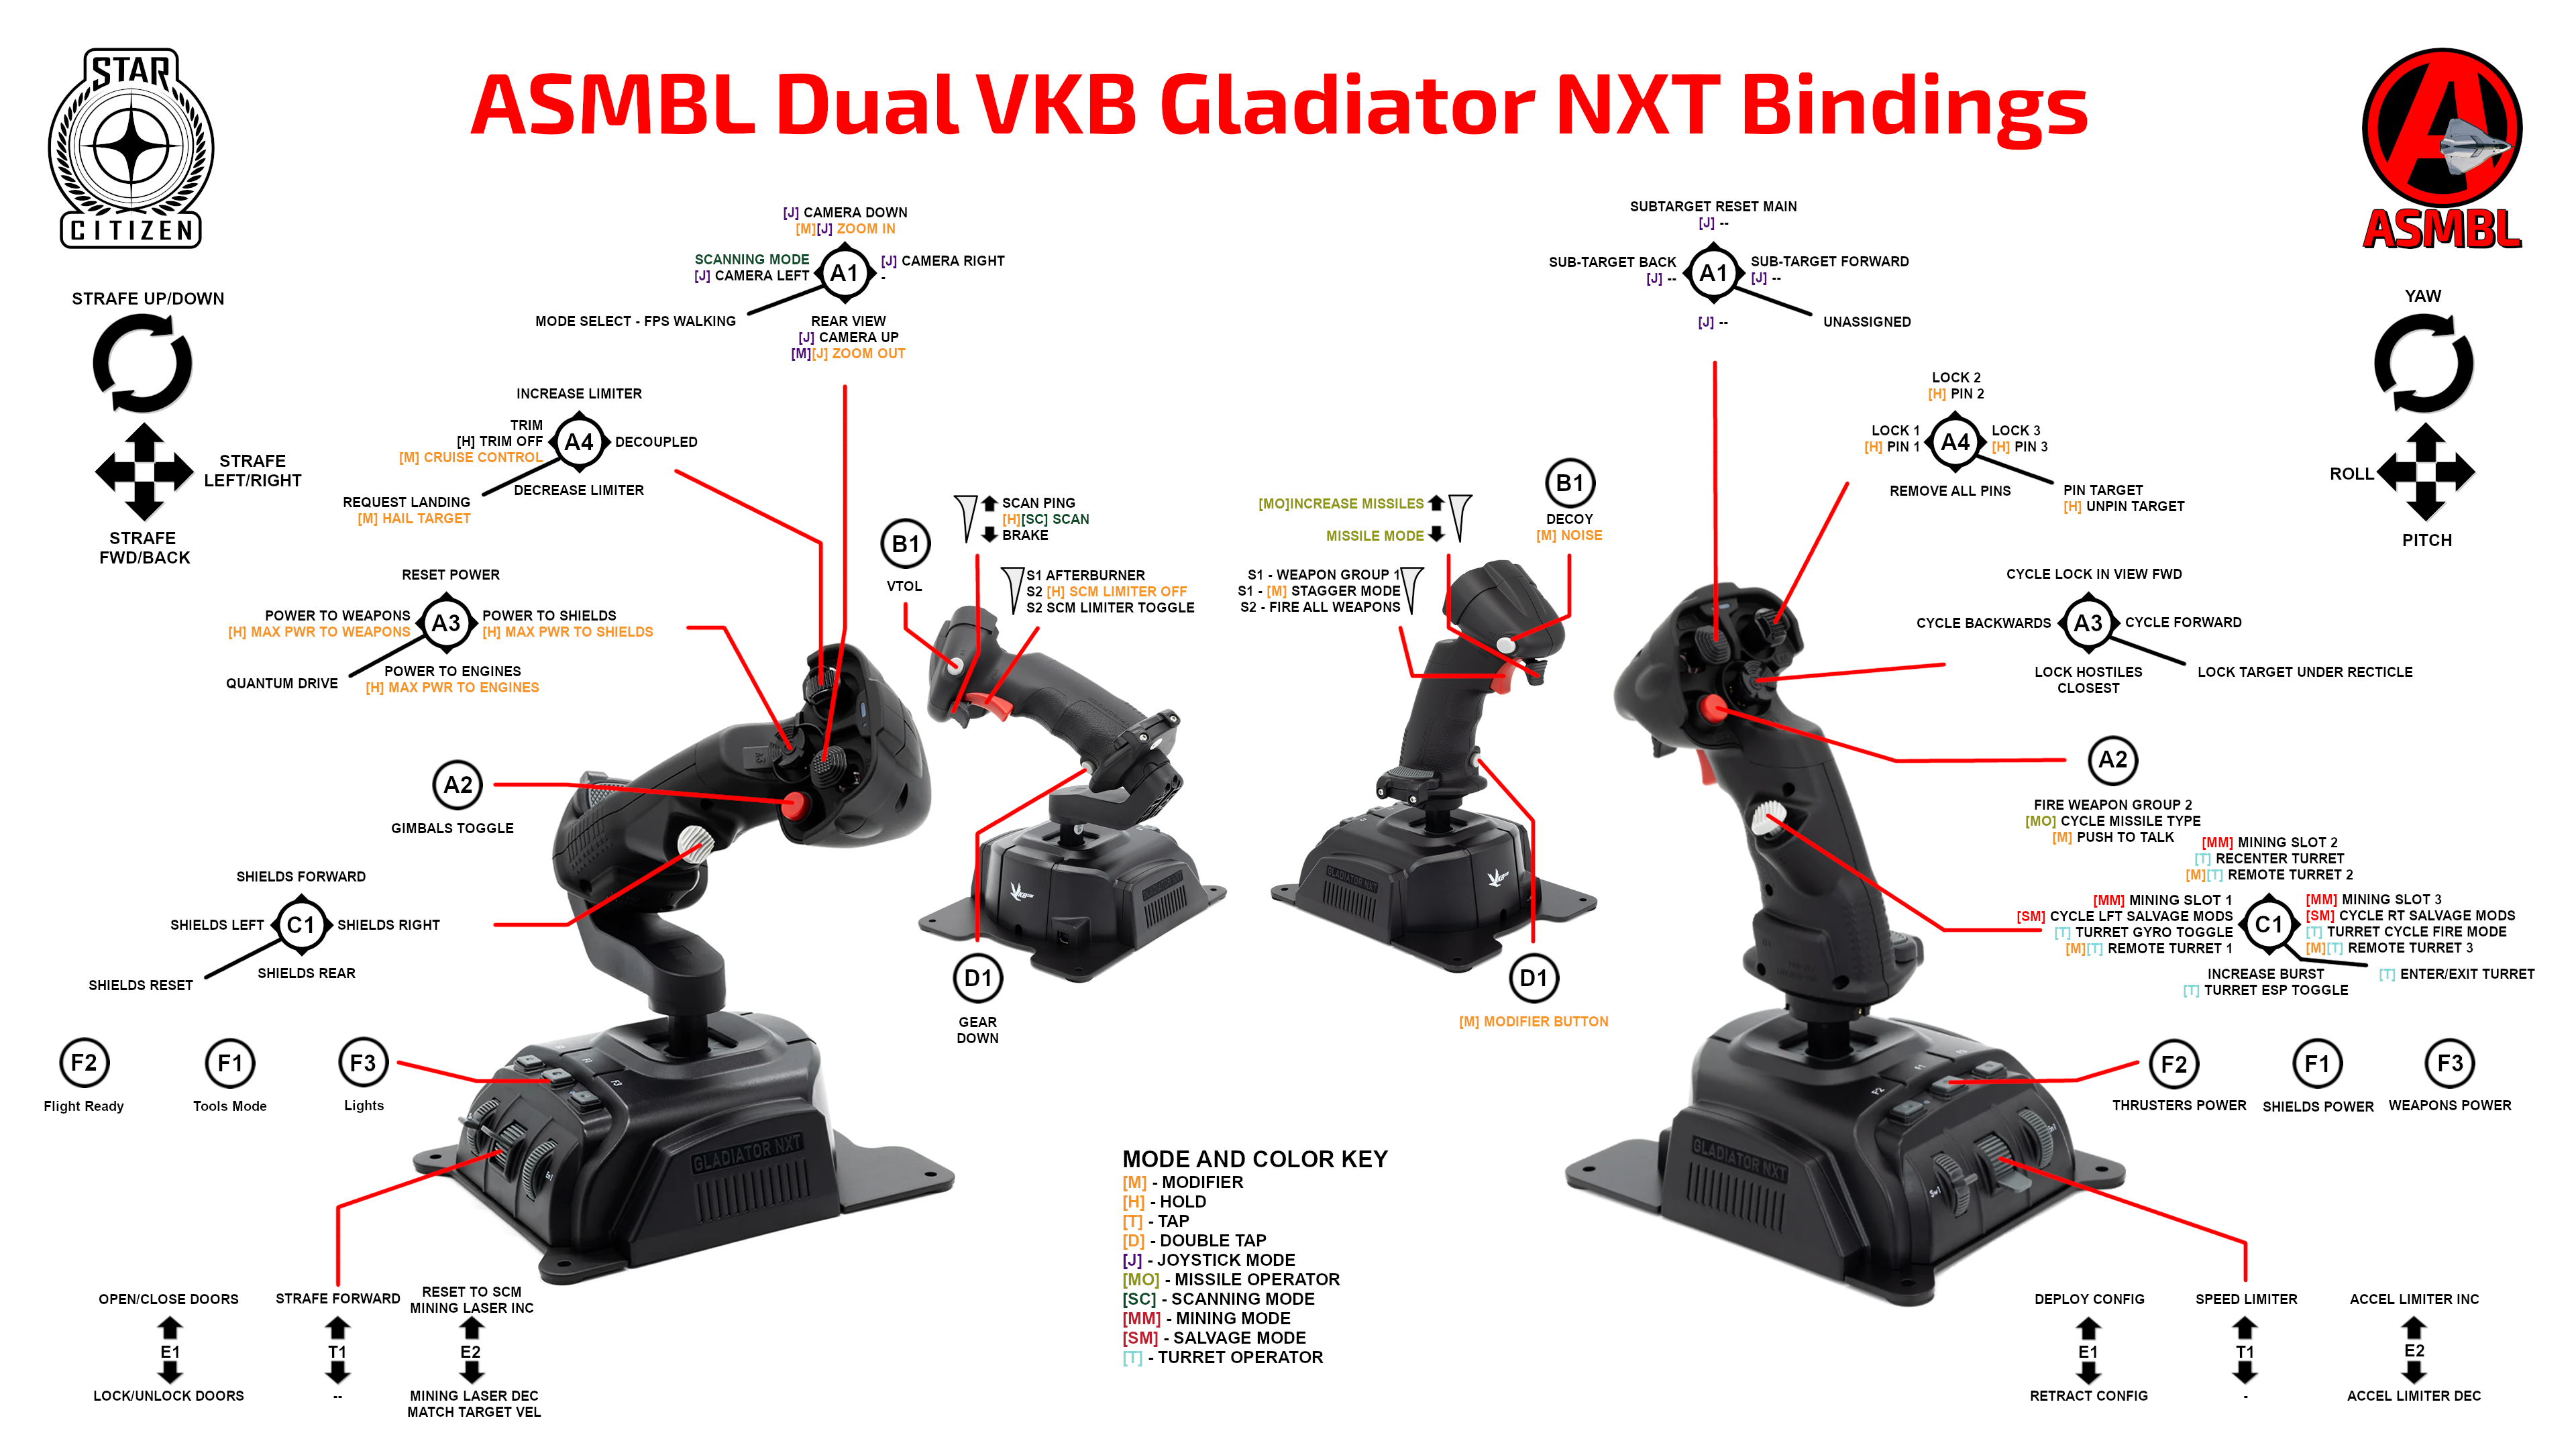 STAR
CITIZEN
ASMBL Dual VKB Gladiator NXT Bindings
A
ASMBL
STRAFE UP/DOWN
STRAFE
LEFT/RIGHT
STRAFE
FWD/BACK
[J] CAMERA DOWN
[M][J] ZOOM IN
SCANNING MODE
[J] CAMERA LEFT
A1
[J] CAMERA RIGHT
-
MODE SELECT - FPS WALKING
REAR VIEW
[J] CAMERA UP
[M][J] ZOOM OUT
INCREASE LIMITER
TRIM
[H] TRIM OFF
[M] CRUISE CONTROL
A4
DECOUPLED
DECREASE LIMITER
REQUEST LANDING
[M] HAIL TARGET
RESET POWER
POWER TO WEAPONS
[H] MAX PWR TO WEAPONS
A3
POWER TO SHIELDS
[H] MAX PWR TO SHIELDS
QUANTUM DRIVE
POWER TO ENGINES
[H] MAX PWR TO ENGINES
A2
GIMBALS TOGGLE
SHIELDS FORWARD
SHIELDS LEFT
C1
SHIELDS RIGHT
SHIELDS REAR
SHIELDS RESET
F2
Flight Ready
F1
Tools Mode
F3
Lights
OPEN/CLOSE DOORS
E1
LOCK/UNLOCK DOORS
STRAFE FORWARD
T1
--
RESET TO SCM
MINING LASER INC
E2
MINING LASER DEC
MATCH TARGET VEL
B1
VTOL
SCAN PING
[H][SC] SCAN
BRAKE
S1 AFTERBURNER
S2 [H] SCM LIMITER OFF
S2 SCM LIMITER TOGGLE
D1
GEAR
DOWN
[MO]INCREASE MISSILES
MISSILE MODE
B1
DECOY
[M] NOISE
S1 - WEAPON GROUP 1
S1 - [M] STAGGER MODE
S2 - FIRE ALL WEAPONS
D1
[M] MODIFIER BUTTON
GLADIATOR NXT
GLADIATOR NXT
GLADIATOR NXT
GLADIATOR NXT
MODE AND COLOR KEY
[M] - MODIFIER
[H] - HOLD
[T] - TAP
[D] - DOUBLE TAP
[J] - JOYSTICK MODE
[MO] - MISSILE OPERATOR
[SC] - SCANNING MODE
[MM] - MINING MODE
[SM] - SALVAGE MODE
[T] - TURRET OPERATOR
SUBTARGET RESET MAIN
[J] --
SUB-TARGET BACK
[J] --
A1
SUB-TARGET FORWARD
[J] --
[J] --
UNASSIGNED
YAW
ROLL
PITCH
LOCK 2
[H] PIN 2
LOCK 1
[H] PIN 1
A4
LOCK 3
[H] PIN 3
REMOVE ALL PINS
PIN TARGET
[H] UNPIN TARGET
CYCLE LOCK IN VIEW FWD
CYCLE BACKWARDS
A3
CYCLE FORWARD
LOCK HOSTILES
CLOSEST
LOCK TARGET UNDER RECTICLE
A2
FIRE WEAPON GROUP 2
[MO] CYCLE MISSILE TYPE
[M] PUSH TO TALK
[MM] MINING SLOT 2
[T] RECENTER TURRET
[M][T] REMOTE TURRET 2
[MM] MINING SLOT 1
[SM] CYCLE LFT SALVAGE MODS
[T] TURRET GYRO TOGGLE
[M][T] REMOTE TURRET 1
C1
[MM] MINING SLOT 3
[SM] CYCLE RT SALVAGE MODS
[T] TURRET CYCLE FIRE MODE
[M][T] REMOTE TURRET 3
INCREASE BURST
[T] TURRET ESP TOGGLE
[T] ENTER/EXIT TURRET
F2
THRUSTERS POWER
F1
SHIELDS POWER
F3
WEAPONS POWER
DEPLOY CONFIG
E1
RETRACT CONFIG
SPEED LIMITER
T1
-
ACCEL LIMITER INC
E2
ACCEL LIMITER DEC